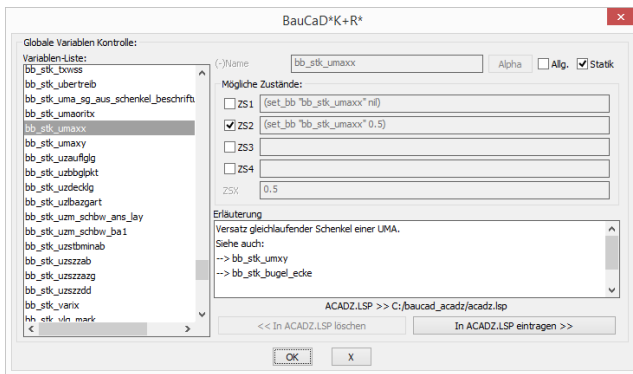 BauCaD*K+R*
x
Globale Variablen Kontrolle:
Variablen-Liste:
bb_stk_txwss
bb_stk_ubertreib
bb_stk_uma_sg_aus_schenkel_beschriftu
bb_stk_umaoritx
bb_stk_umaxx
bb_stk_umaxy
bb_stk_uzauflglg
bb_stk_uzbbglpkt
bb_stk_uzdecklg
bb_stk_uzlbazgart
bb_stk_uzm_schbw_ans_lay
bb_stk_uzm_schbw_ba1
bb_stk_uzstbminab
bb_stk_uzszzab
bb_stk_uzszzazg
bb_stk_uzszzdd
bb_stk_varix
bb_stk_vlg_mark
(-)Name
bb_stk_umaxx
Alpha
Allg.
Statik
Mögliche Zustände:
ZS1 (set_bb "bb_stk_umaxx" nil)
ZS2 (set_bb "bb_stk_umaxx" 0.5)
ZS3
ZS4
ZSX 0.5
Erläuterung
Versatz gleichlaufender Schenkel einer UMA.
Siehe auch:
--> bb_stk_umxy
--> bb_stk_bugel_ecke
ACADZ.LSP >> C:/baucad_acadz/acadz.lsp
<< In ACADZ.LSP löschen
In ACADZ.LSP eintragen >>
OK
X